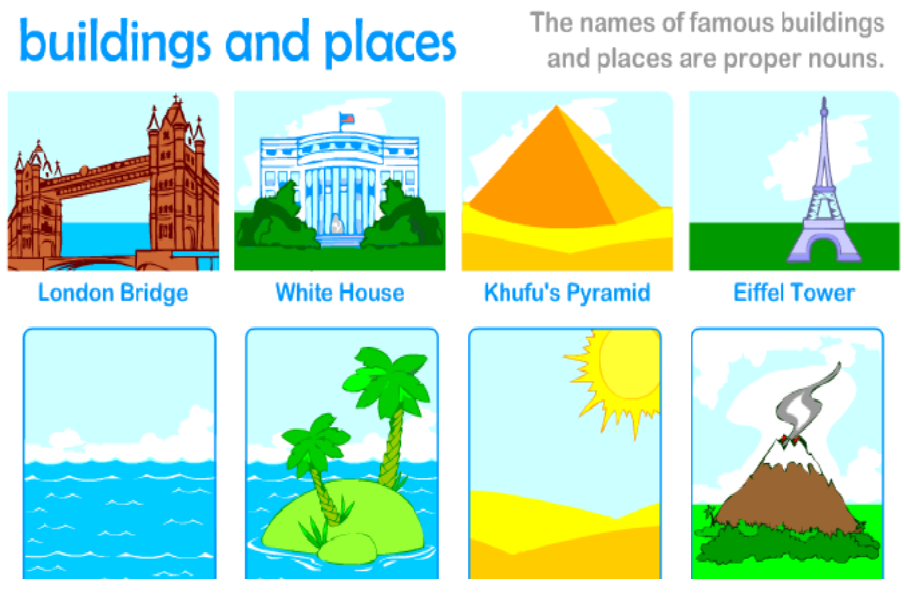 buildings and places
The names of famous buildings
and places are proper nouns.
London Bridge
White House
Khufu's Pyramid
Eiffel Tower